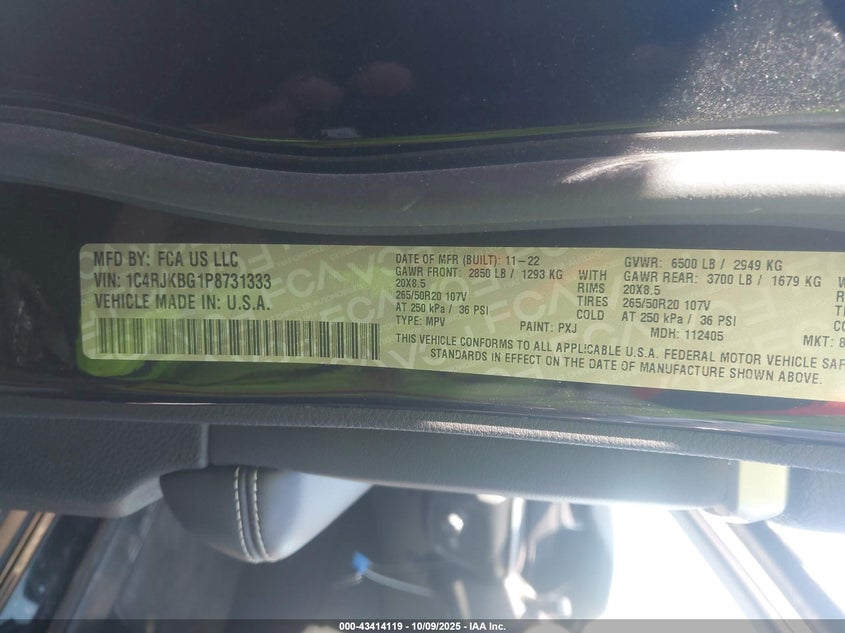 MFD BY: FCA US LLC
VIN: 1C4RJKBG1P8731333
VEHICLE MADE IN U.S.A.
DATE OF MFR (BUILT): 11-22
GAWR FRONT: 2850 LB / 1293 KG WITH
20X8.5 RIMS
265/50R20 107V TIRES
AT 250 kPa / 36 PSI COLD
TYPE: MPV PAINT: PXJ
GVWR: 6500 LB / 2949 KG
GAWR REAR: 3700 LB / 1679 KG
20X8.5
265/50R20 107V
AT 250 kPa / 36 PSI
MDH: 112405 MKT:
THIS VEHICLE CONFORMS TO ALL APPLICABLE U.S.A. FEDERAL MOTOR VEHICLE
STANDARDS IN EFFECT ON THE DATE OF MANUFACTURE SHOWN ABOVE.
000-43414119 - 10/09/2025 - IAA Inc.